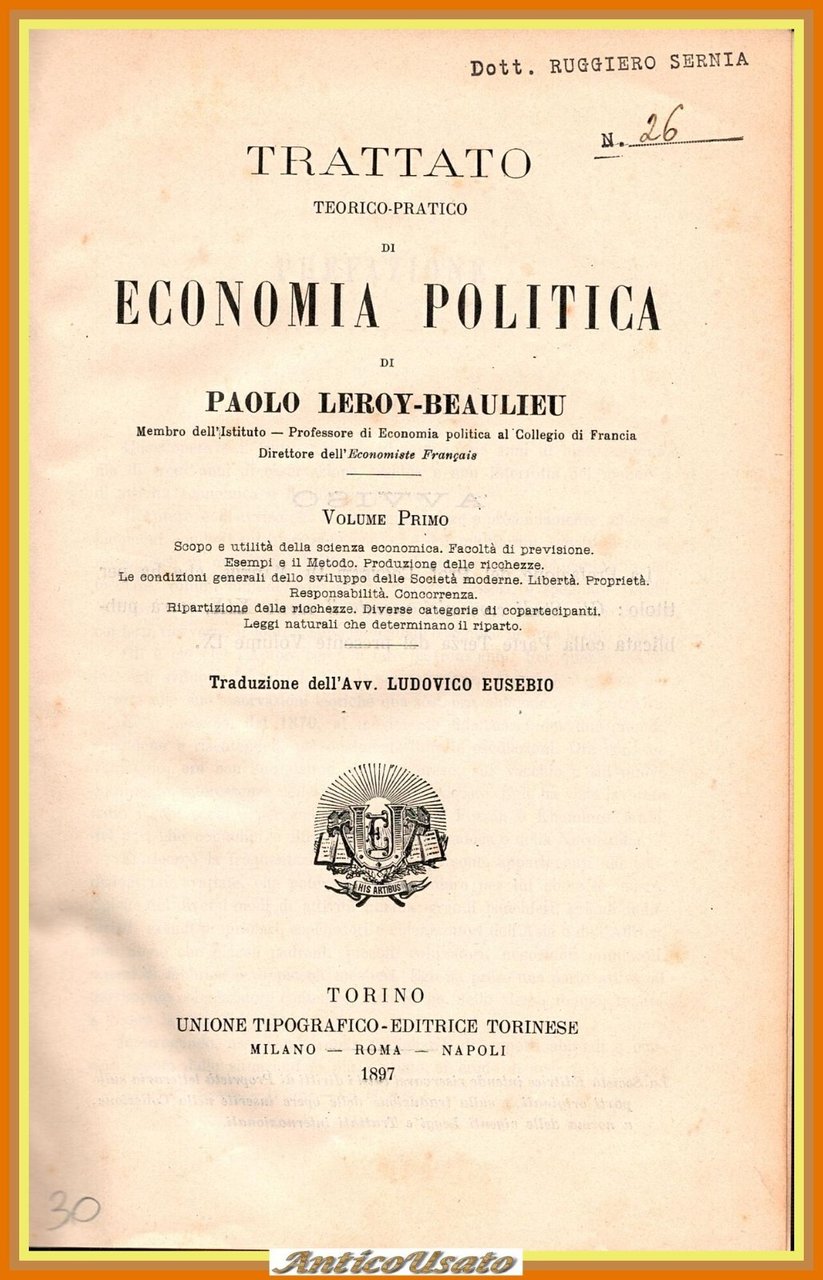 Dott. RUGGIERO SERNIA
N. 26
TRATTATO
TEORICO-PRATICO
DI
ECONOMIA POLITICA
DI
PAOLO LEROY-BEAULIEU
Membro dell'Istituto — Professore di Economia politica al Collegio di Francia
Direttore dell'Economiste Français
VOLUME PRIMO
Scopo e utilità della scienza economica. Facoltà di previsione.
Esempi e il Metodo. Produzione delle ricchezze.
Le condizioni generali dello sviluppo delle Società moderne. Libertà. Proprietà.
Responsabilità. Concorrenza.
Ripartizione delle ricchezze. Diverse categorie di copartecipanti.
Leggi naturali che determinano il riparto.
Traduzione dell'Avv. LUDOVICO EUSEBIO
HIS ARTIBUS
TORINO
UNIONE TIPOGRAFICO-EDITRICE TORINESE
MILANO — ROMA — NAPOLI
1897
30
AnticoUsato